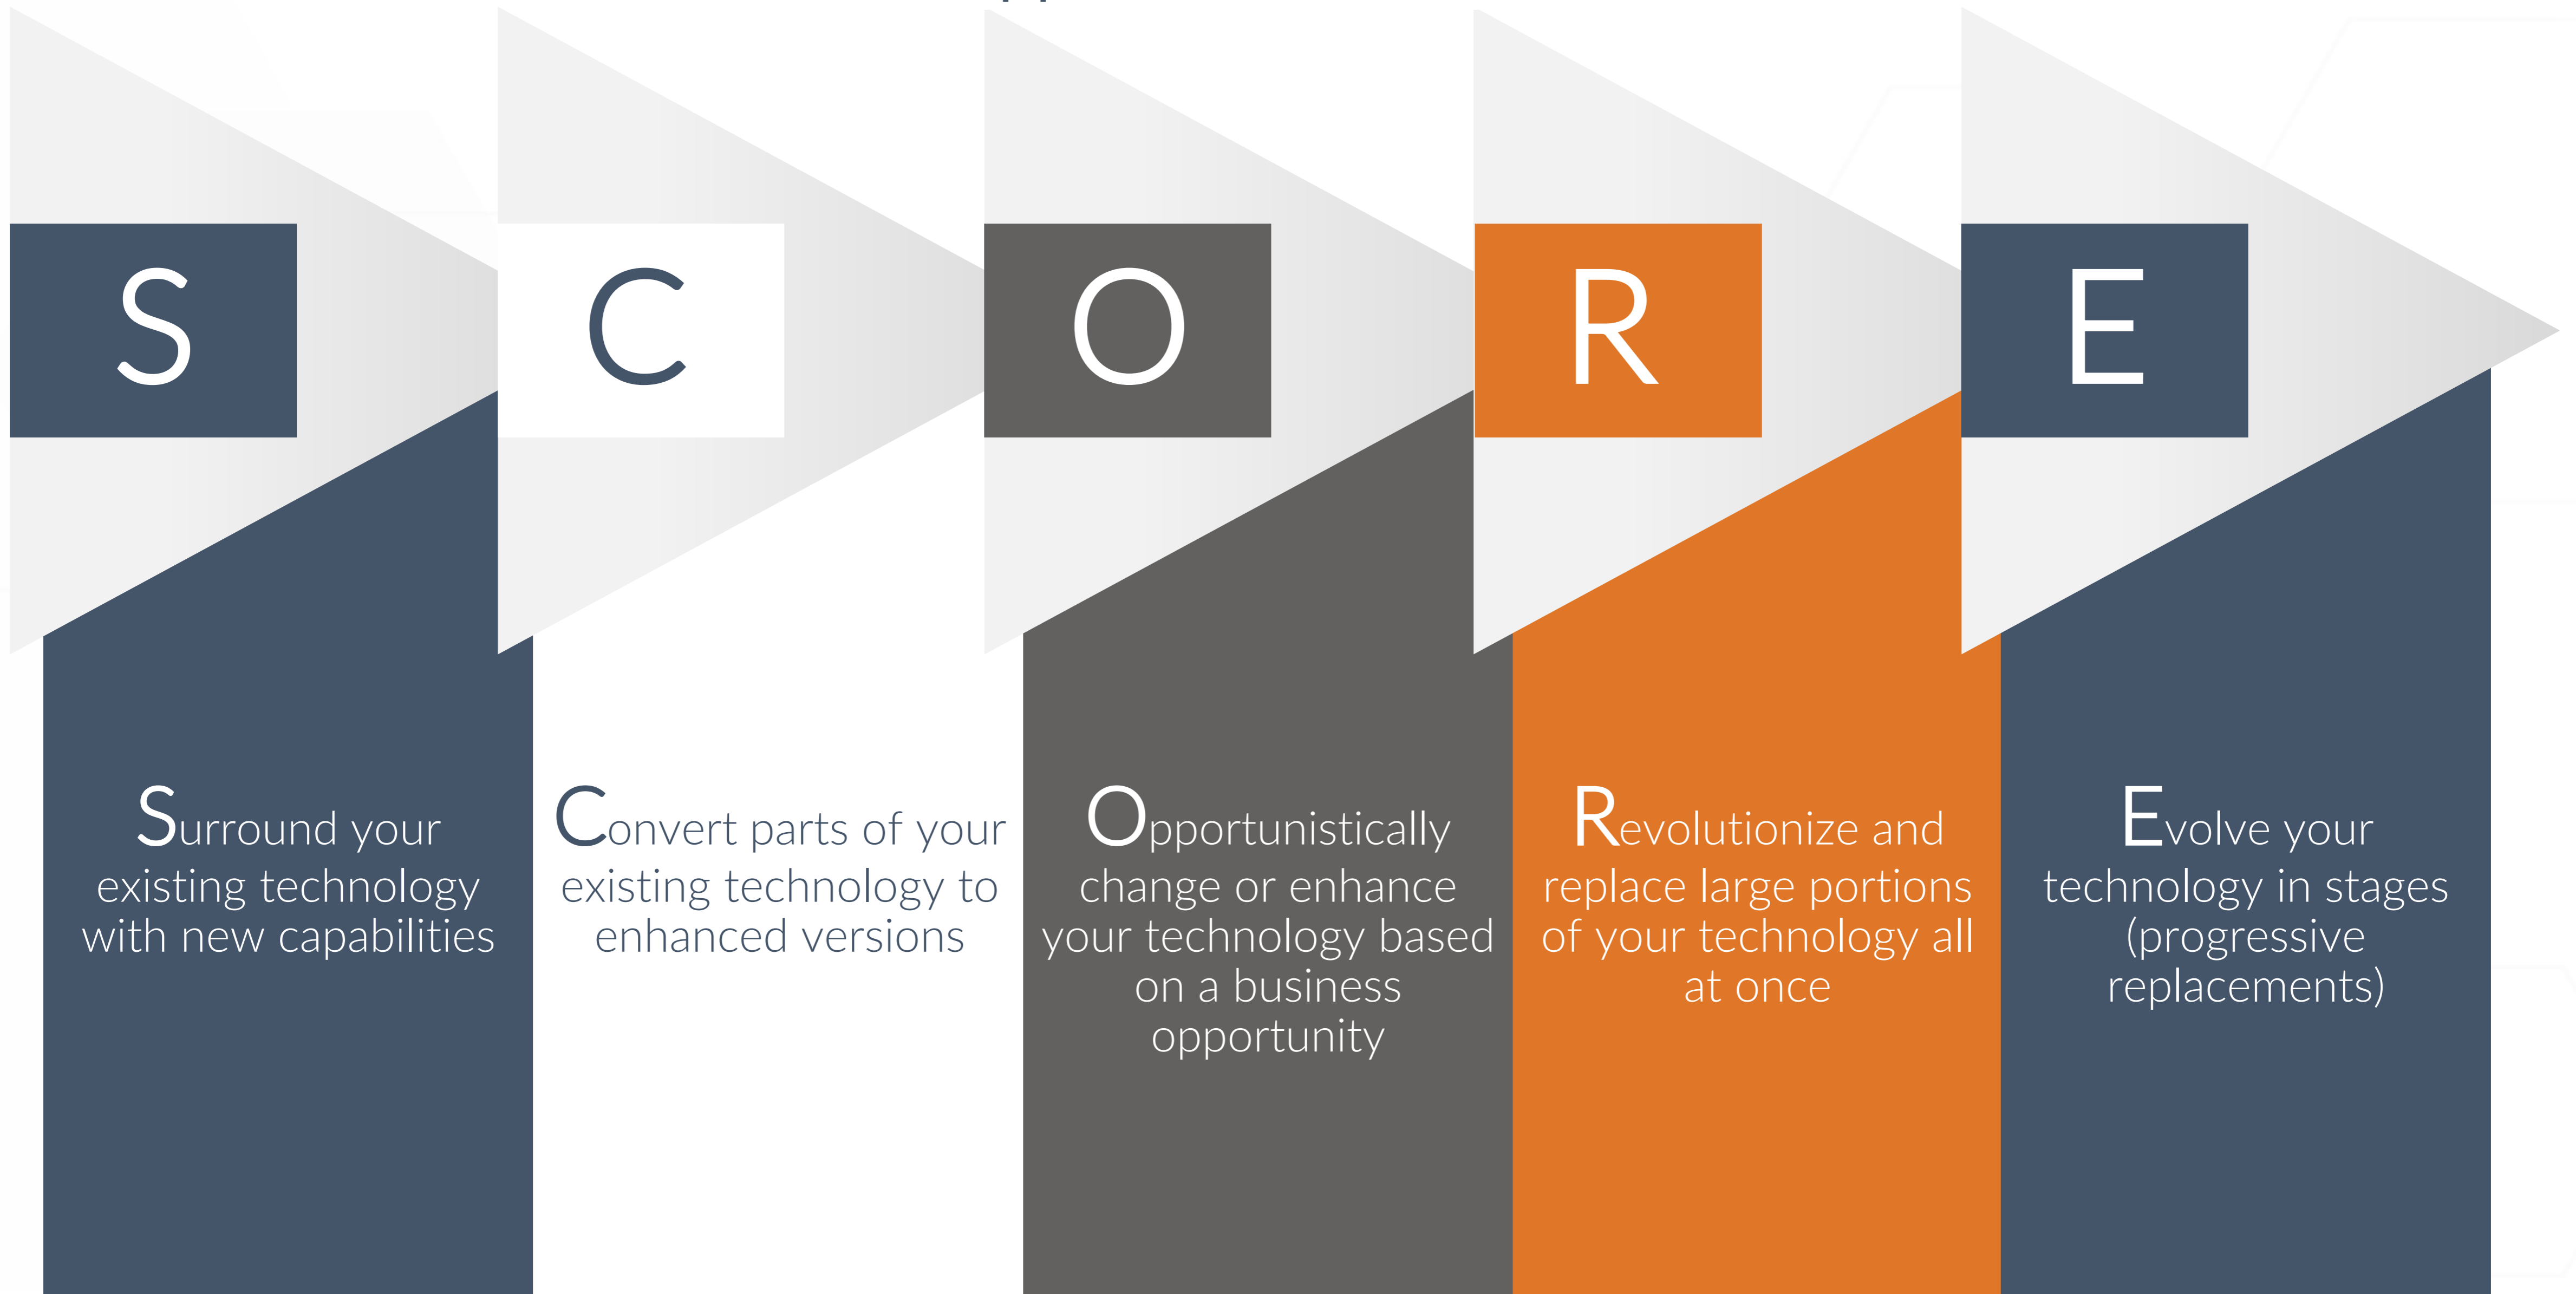 S
C
O
R
E
Surround your
existing technology
with new capabilities
Convert parts of your
existing technology to
enhanced versions
Opportunistically
change or enhance
your technology based
on a business
opportunity
Revolutionize and
replace large portions
of your technology all
at once
Evolve your
technology in stages
(progressive
replacements)